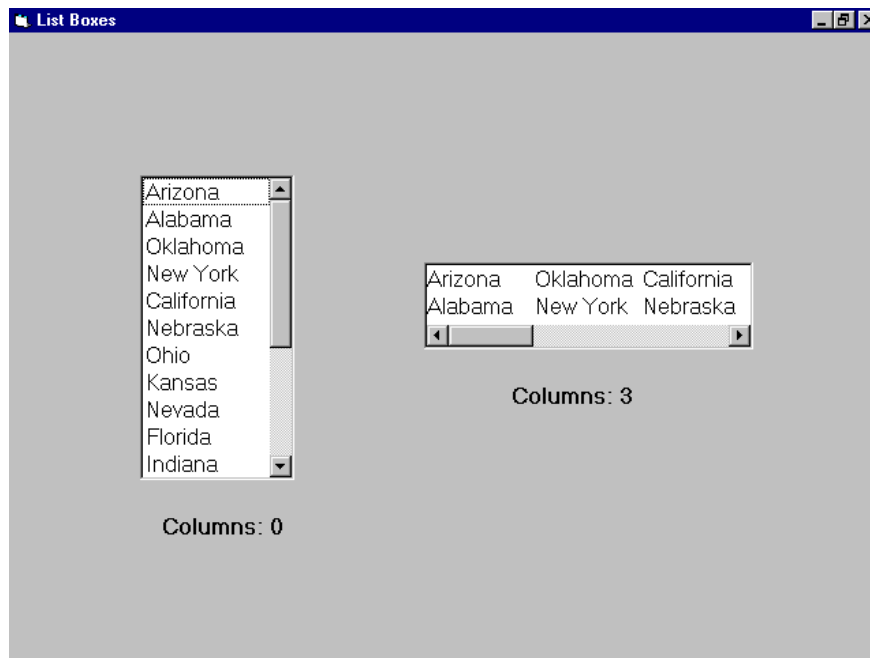 List Boxes
Arizona
Alabama
Oklahoma
New York
California
Nebraska
Ohio
Kansas
Nevada
Florida
Indiana
Columns: 0
Arizona Oklahoma California
Alabama New York Nebraska
Columns: 3